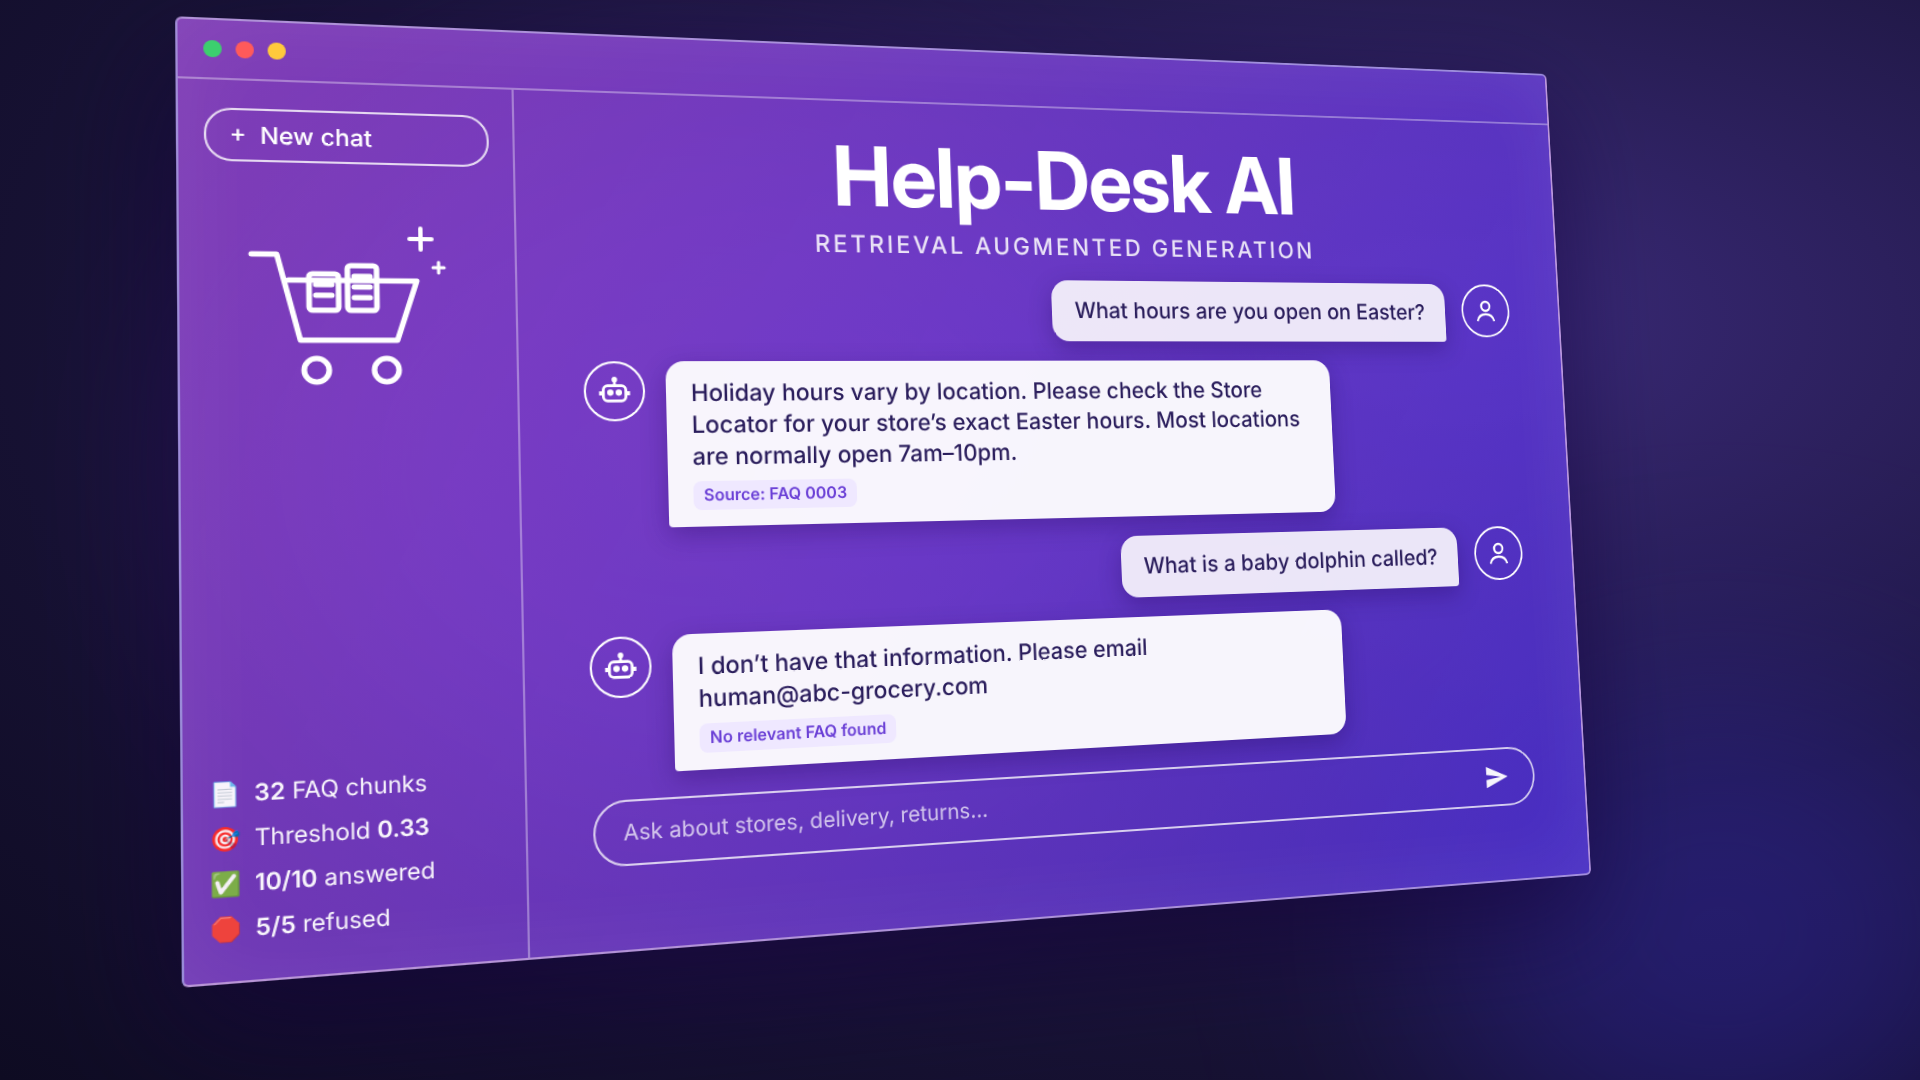 + New chat
Help-Desk AI
RETRIEVAL AUGMENTED GENERATION
What hours are you open on Easter?
Holiday hours vary by location. Please check the Store
Locator for your store’s exact Easter hours. Most locations
are normally open 7am–10pm.
Source: FAQ 0003
What is a baby dolphin called?
I don’t have that information. Please email
human@abc-grocery.com
No relevant FAQ found
Ask about stores, delivery, returns...
32 FAQ chunks
Threshold 0.33
10/10 answered
5/5 refused